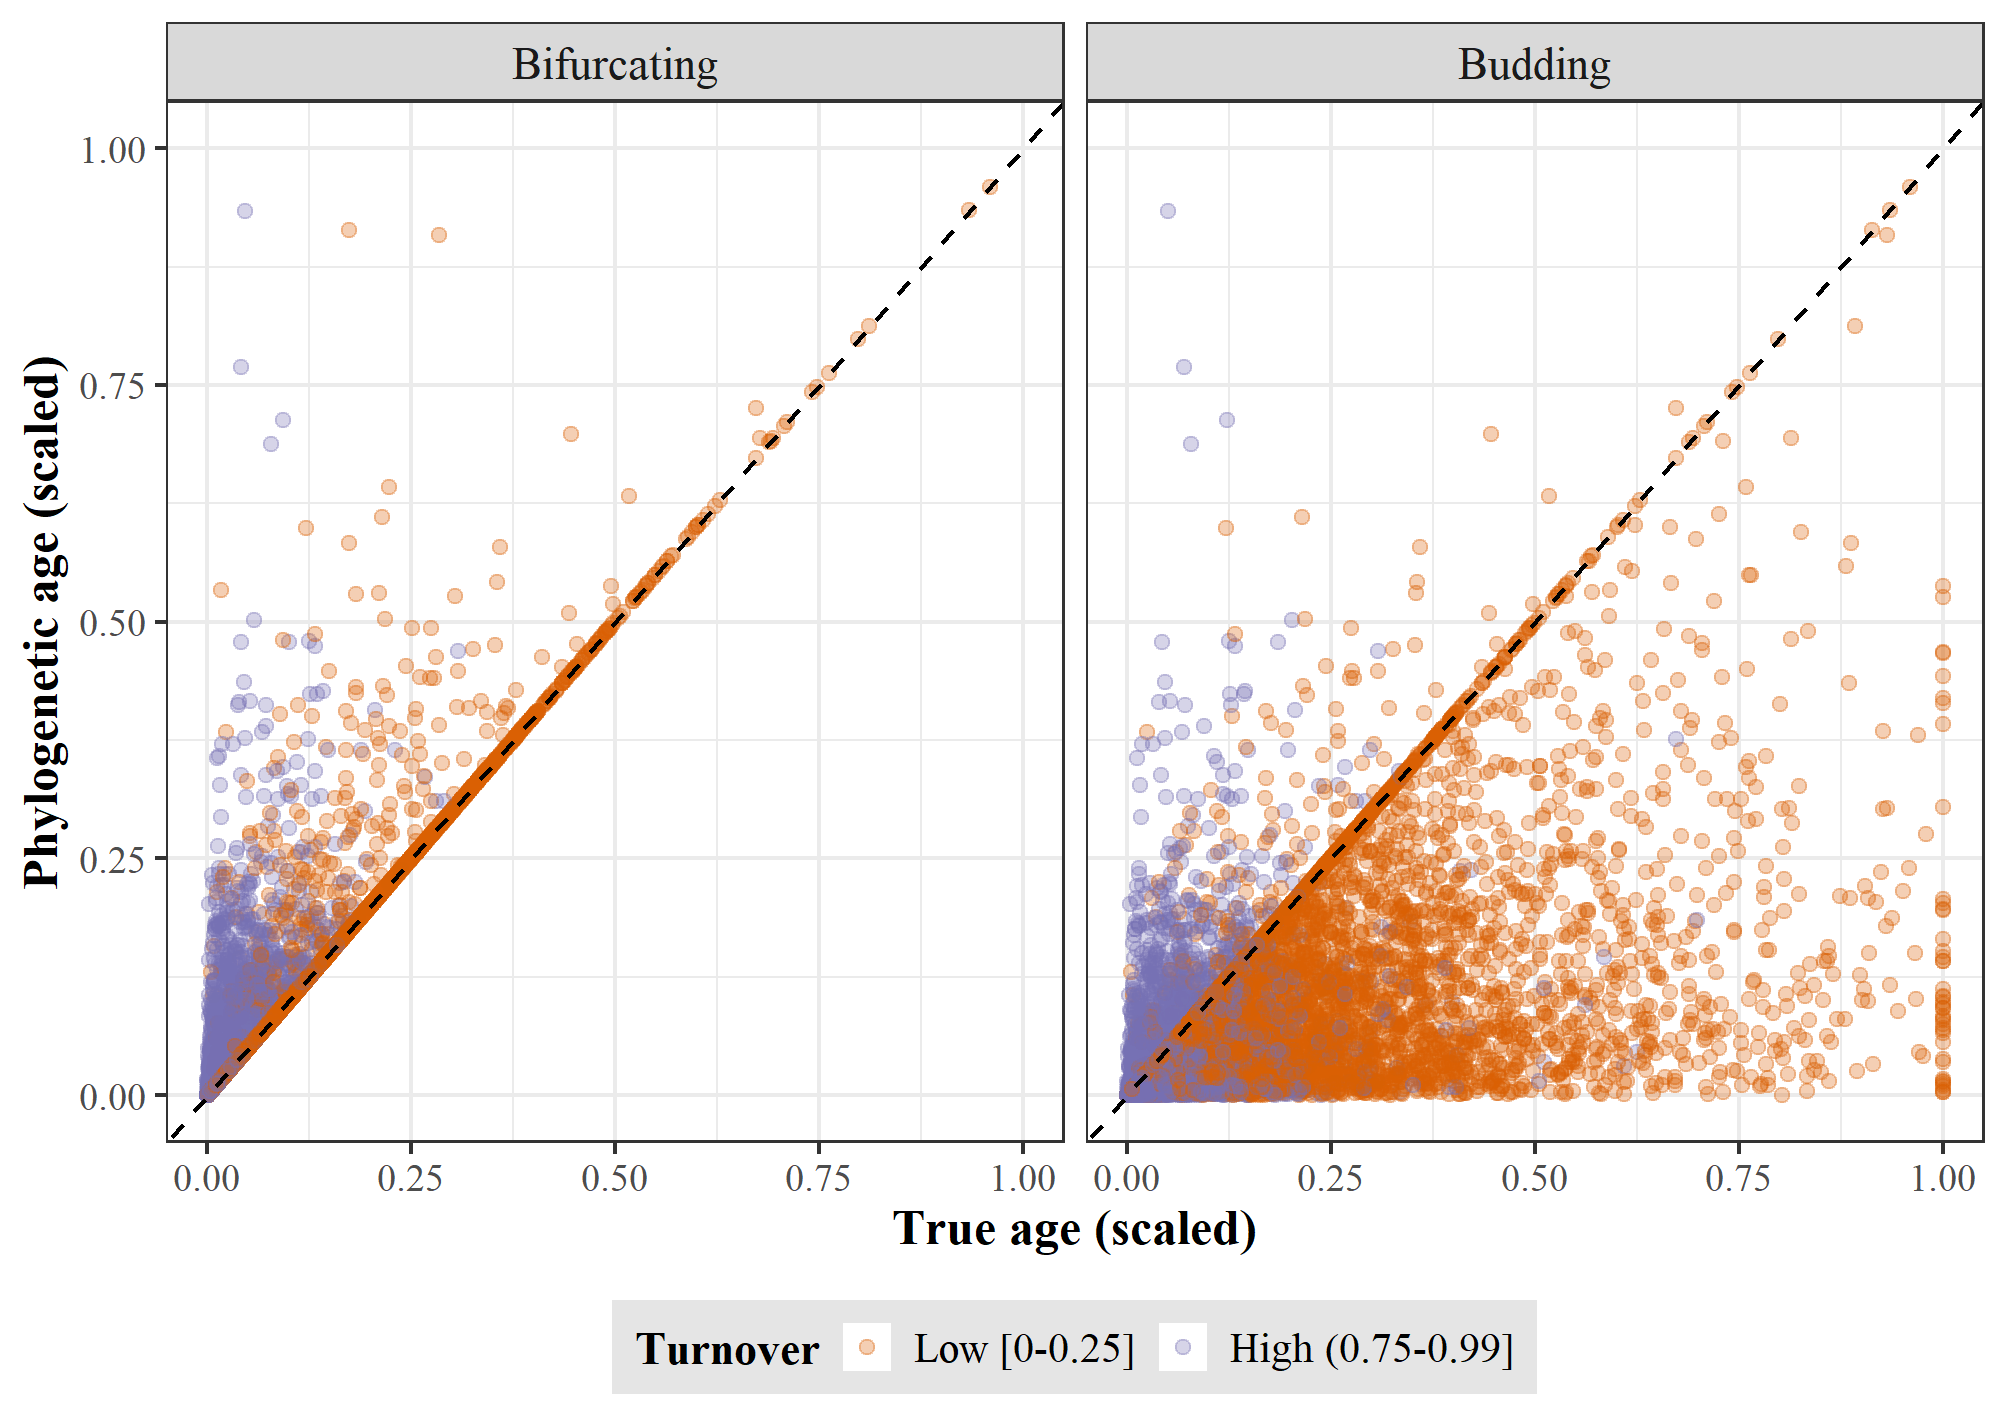 Bifurcating
Budding
Phylogenetic age (scaled)
1.00
0.75
0.50
0.25
0.00
0.00 0.25 0.50 0.75 1.00
0.00 0.25 0.50 0.75 1.00
True age (scaled)
Turnover Low [0-0.25] High (0.75-0.99]